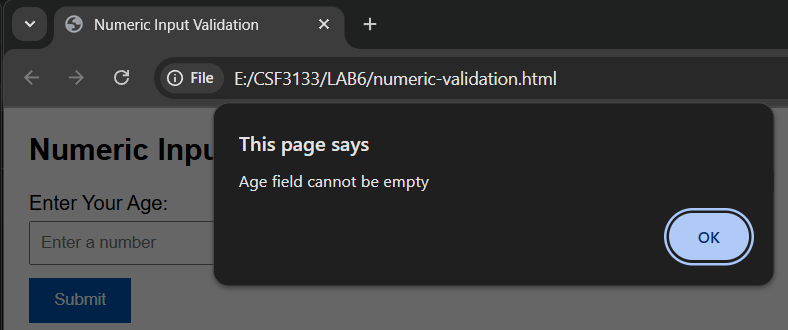 Numeric Input Validation
File
E:/CSF3133/LAB6/numeric-validation.html
This page says
Age field cannot be empty
OK
Numeric Inpu
Enter Your Age:
Enter a number
Submit